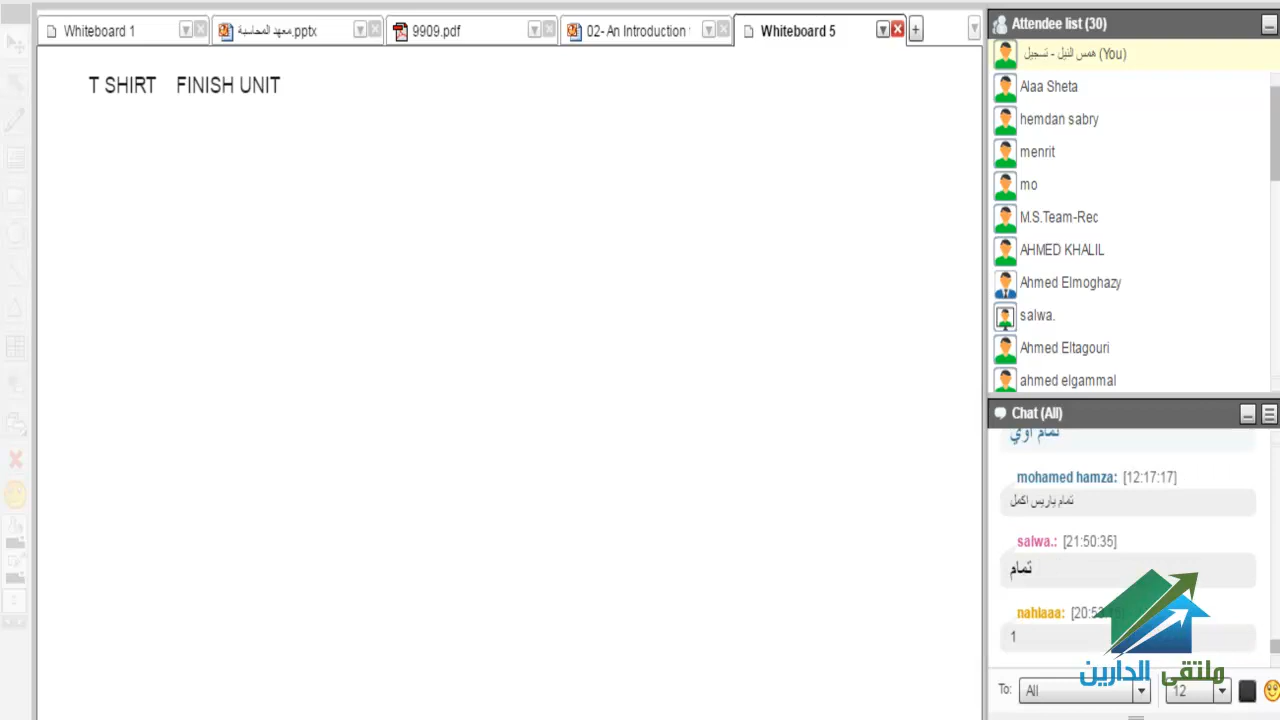 Whiteboard 1
معهد المحاسبة.pptx
9909.pdf
02- An Introduction
Whiteboard 5
T SHIRT FINISH UNIT
Attendee list (30)
همس النيل - تسجيل (You)
Alaa Sheta
hemdan sabry
menrit
mo
M.S.Team-Rec
AHMED KHALIL
Ahmed Elmoghazy
salwa.
Ahmed Eltagouri
ahmed elgammal
Chat (All)
تمام اوي
mohamed hamza: [12:17:17]
تمام ياريس اكمل
salwa.: [21:50:35]
تمام
nahlaaa:
1
ملتقى الدارين
To: All 12